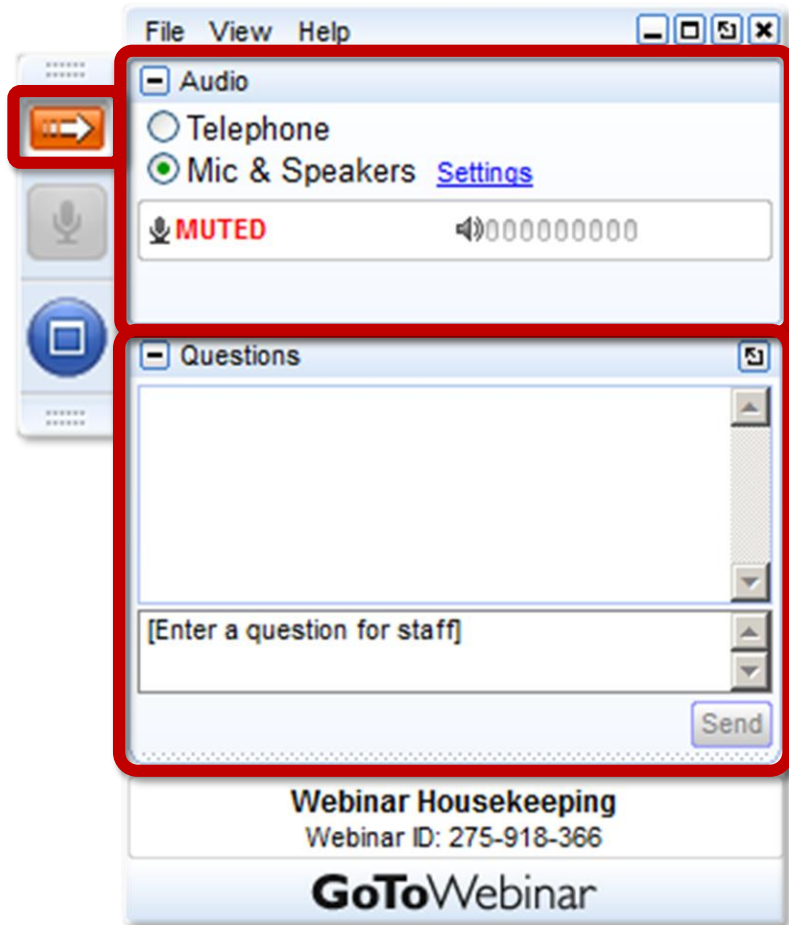 File View Help
Audio
Telephone
Mic & Speakers Settings
MUTED
Questions
[Enter a question for staff]
Send
Webinar Housekeeping
Webinar ID: 275-918-366
GoToWebinar